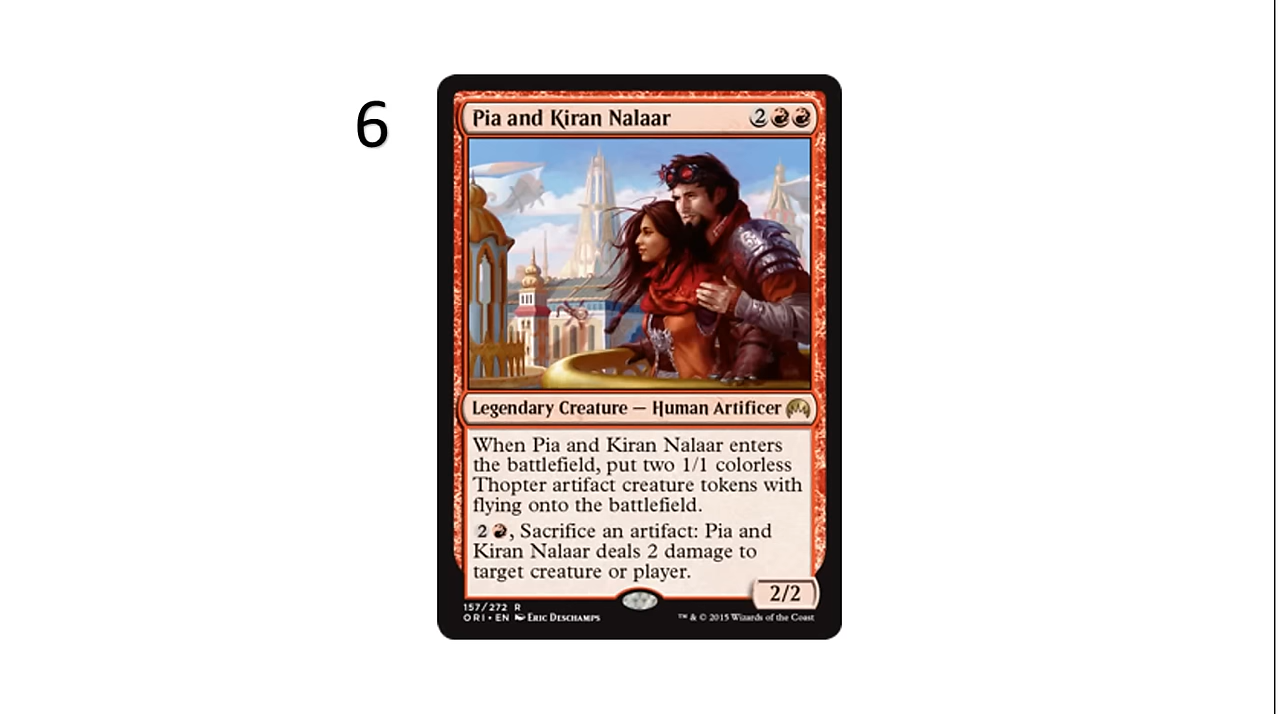 6
Pia and Kiran Nalaar 2
Legendary Creature — Human Artificer
When Pia and Kiran Nalaar enters
the battlefield, put two 1/1 colorless
Thopter artifact creature tokens with
flying onto the battlefield.
2 , Sacrifice an artifact: Pia and
Kiran Nalaar deals 2 damage to
target creature or player.
2/2
157/272 R
ORI • EN Eric Deschamps
™ & © 2015 Wizards of the Coast